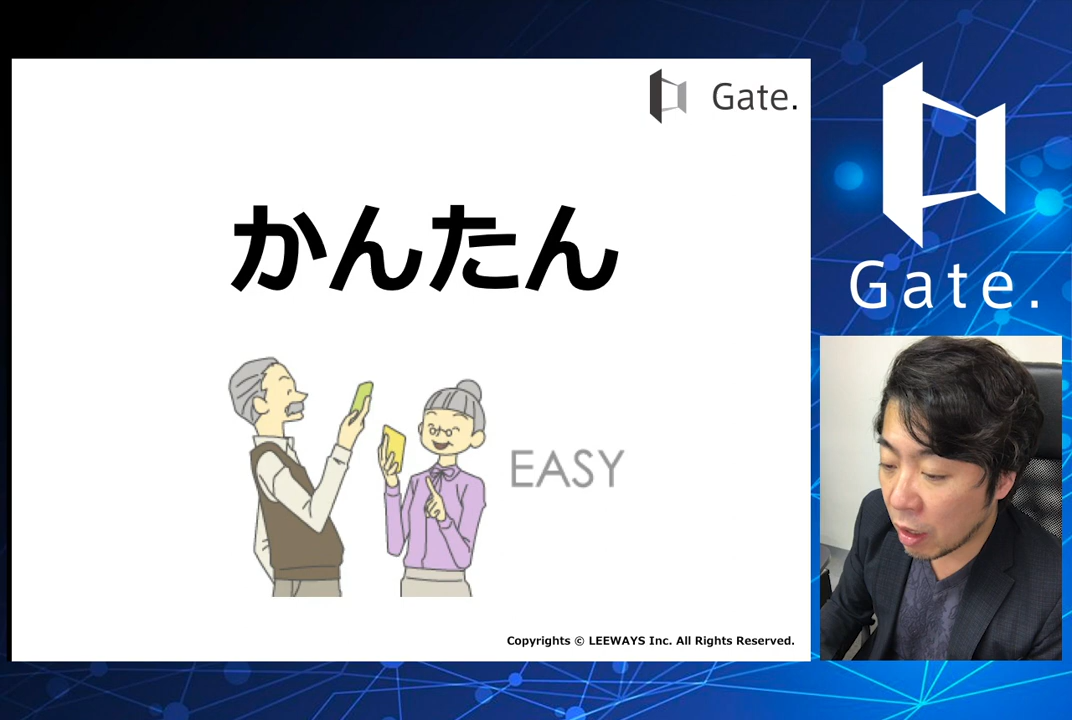 Gate.
かんたん
EASY
Copyrights © LEEWAYS Inc. All Rights Reserved.
Gate.